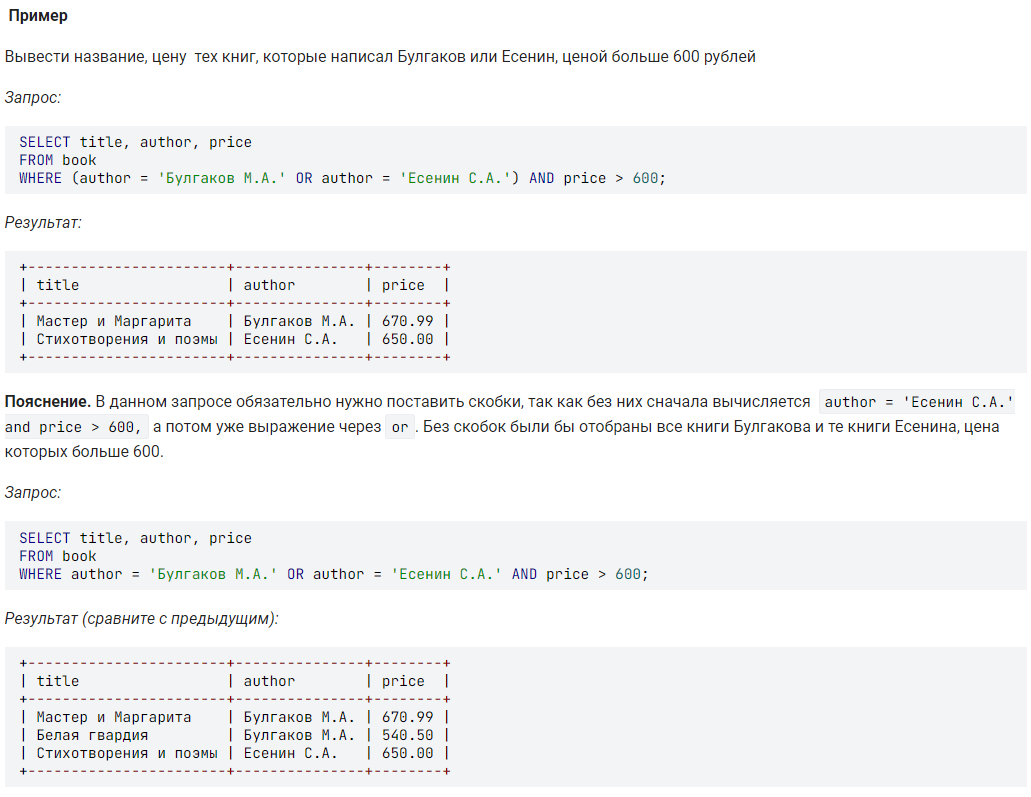 Пример
Вывести название, цену  тех книг, которые написал Булгаков или Есенин, ценой больше 600 рублей
Запрос:
SELECT title, author, price
FROM book
WHERE (author = 'Булгаков М.А.' OR author = 'Есенин С.А.') AND price > 600;
Результат:
+-----------------------+---------------+--------+
| title                 | author        | price  |
+-----------------------+---------------+--------+
| Мастер и Маргарита    | Булгаков М.А. | 670.99 |
| Стихотворения и поэмы | Есенин С.А.   | 650.00 |
+-----------------------+---------------+--------+
Пояснение. В данном запросе обязательно нужно поставить скобки, так как без них сначала вычисляется author = 'Есенин С.А.'
and price > 600, а потом уже выражение через or . Без скобок были бы отобраны все книги Булгакова и те книги Есенина, цена
которых больше 600.
Запрос:
SELECT title, author, price
FROM book
WHERE author = 'Булгаков М.А.' OR author = 'Есенин С.А.' AND price > 600;
Результат (сравните с предыдущим):
+-----------------------+---------------+--------+
| title                 | author        | price  |
+-----------------------+---------------+--------+
| Мастер и Маргарита    | Булгаков М.А. | 670.99 |
| Белая гвардия         | Булгаков М.А. | 540.50 |
| Стихотворения и поэмы | Есенин С.А.   | 650.00 |
+-----------------------+---------------+--------+